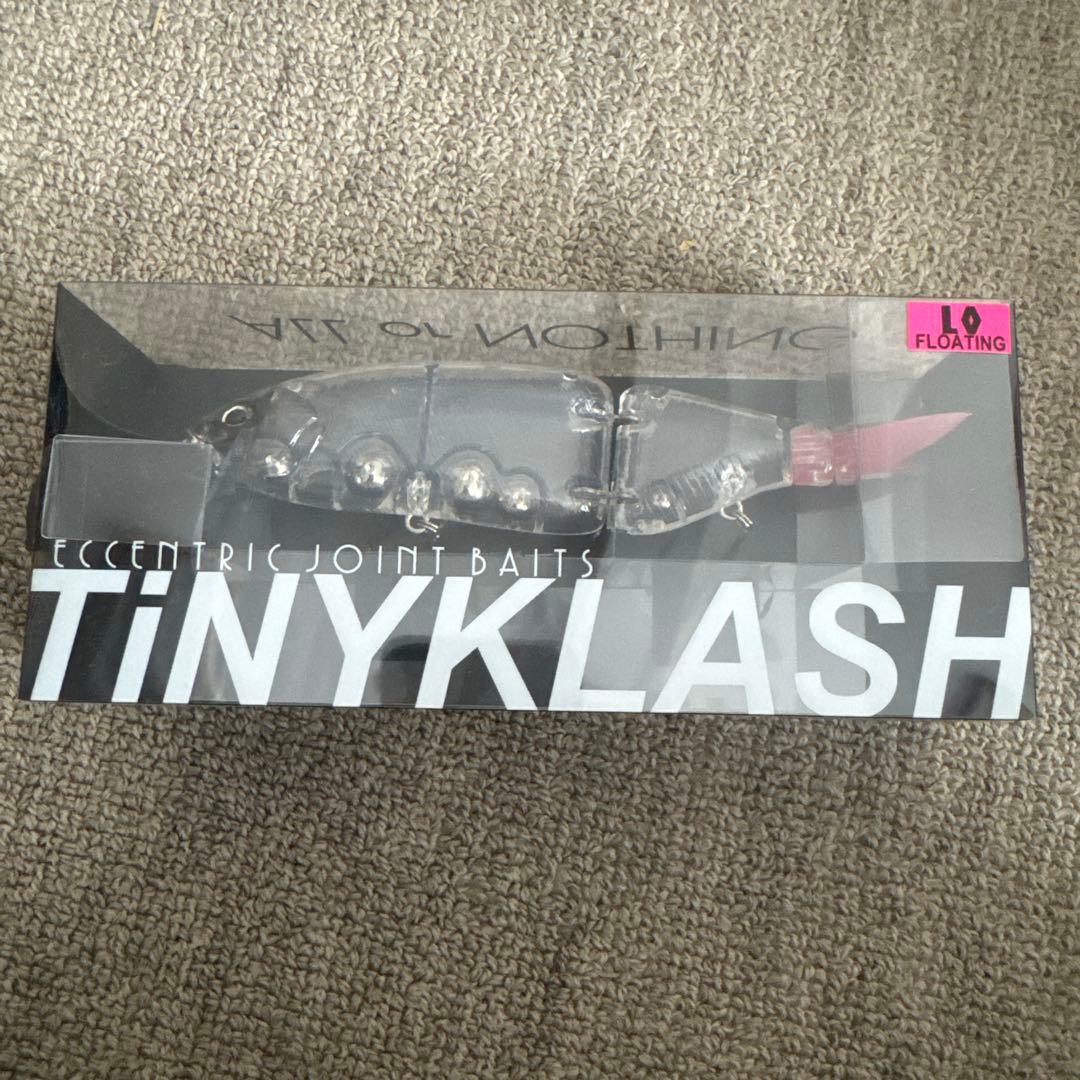 ALL or NOTHING
LO
FLOATING
ECCENTRIC JOINT BAITS
TiNYKLASH